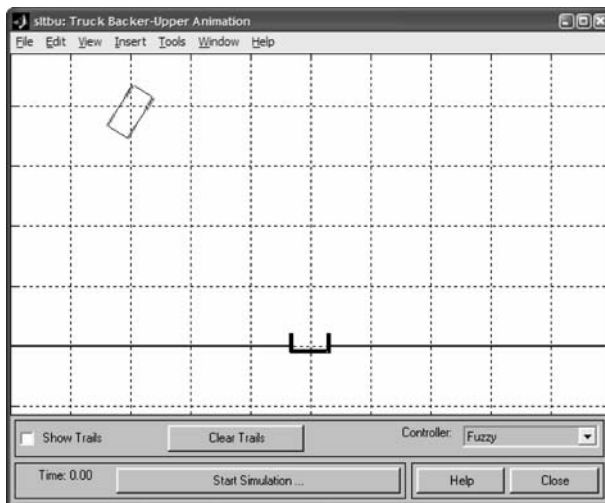 sltbu: Truck Backer-Upper Animation
File Edit View Insert Tools Window Help
Show Trails
Clear Trails
Controller:
Fuzzy
Time: 0.00
Start Simulation ...
Help
Close